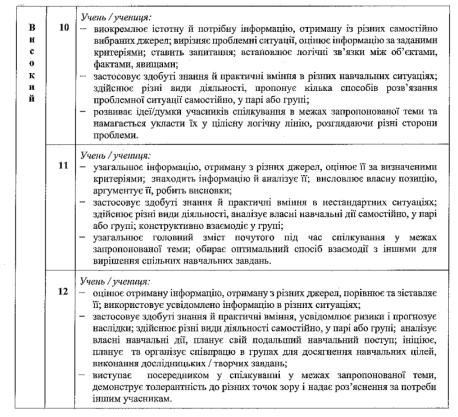 Високий
10
Учень / учениця:
– виокремлює істотну й потрібну інформацію, отриману із різних самостійно
вибраних джерел; вирізняє проблемні ситуації, оцінює інформацію за заданими
критеріями; ставить запитання; встановлює логічні зв'язки між об'єктами,
фактами, явищами;
– застосовує здобуті знання й практичні вміння в різних навчальних ситуаціях;
здійснює різні види діяльності, пропонує кілька способів розв'язання
проблемної ситуації самостійно, у парі або групі;
– розвиває ідеї/думки учасників спілкування в межах запропонованої теми та
намагається укласти їх у цілісну логічну лінію, розглядаючи різні сторони
проблеми.
11
Учень / учениця:
– узагальнює інформацію, отриману з різних джерел, оцінює її за визначеними
критеріями; знаходить інформацію й аналізує її; висловлює власну позицію,
аргументує її, робить висновки;
– застосовує здобуті знання й практичні вміння в нестандартних ситуаціях;
здійснює різні види діяльності, аналізує власні навчальні дії самостійно, у парі
або групі; конструктивно взаємодіє у групі;
– узагальнює головний зміст почутого під час спілкування у межах
запропонованої теми; обирає оптимальний спосіб взаємодії з іншими для
вирішення спільних навчальних завдань.
12
Учень / учениця:
– оцінює отриману інформацію, отриману з різних джерел, порівнює та зіставляє
її; використовує усвідомлено інформацію в різних ситуаціях;
– застосовує здобуті знання й практичні вміння, усвідомлює ризики і прогнозує
наслідки; здійснює різні види діяльності самостійно, у парі або групі; аналізує
власні навчальні дії, планує свій подальший навчальний поступ; ініціює,
планує та організує співпрацю в групах для досягнення навчальних цілей,
виконання дослідницьких / творчих завдань;
– виступає посередником у спілкуванні у межах запропонованої теми,
демонструє толерантність до різних точок зору і надає роз'яснення за потреби
іншим учасникам.